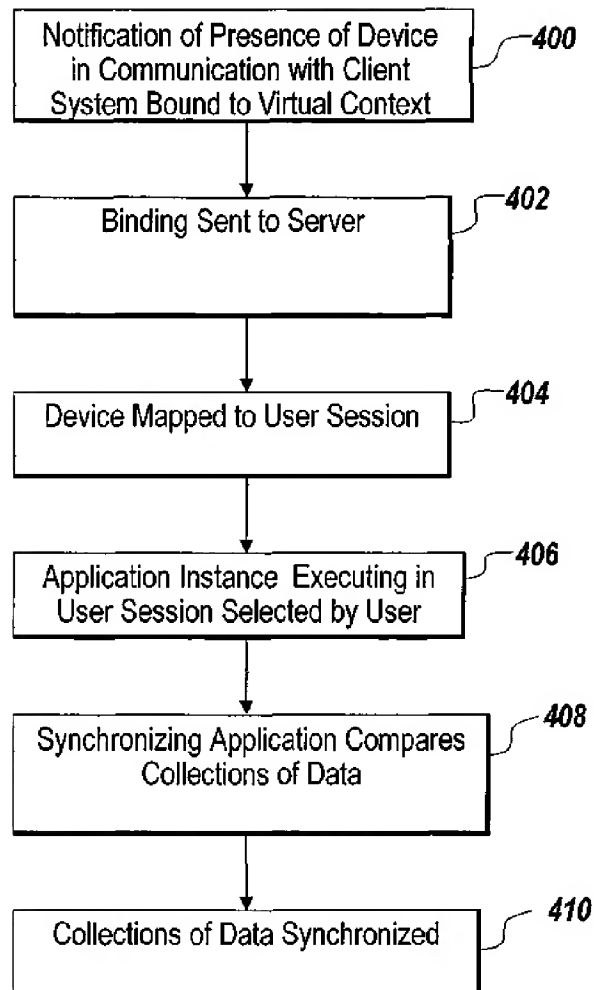 Notification of Presence of Device
in Communication with Client
System Bound to Virtual Context
400
Binding Sent to Server
402
Device Mapped to User Session
404
Application Instance Executing in
User Session Selected by User
406
Synchronizing Application Compares
Collections of Data
408
Collections of Data Synchronized
410